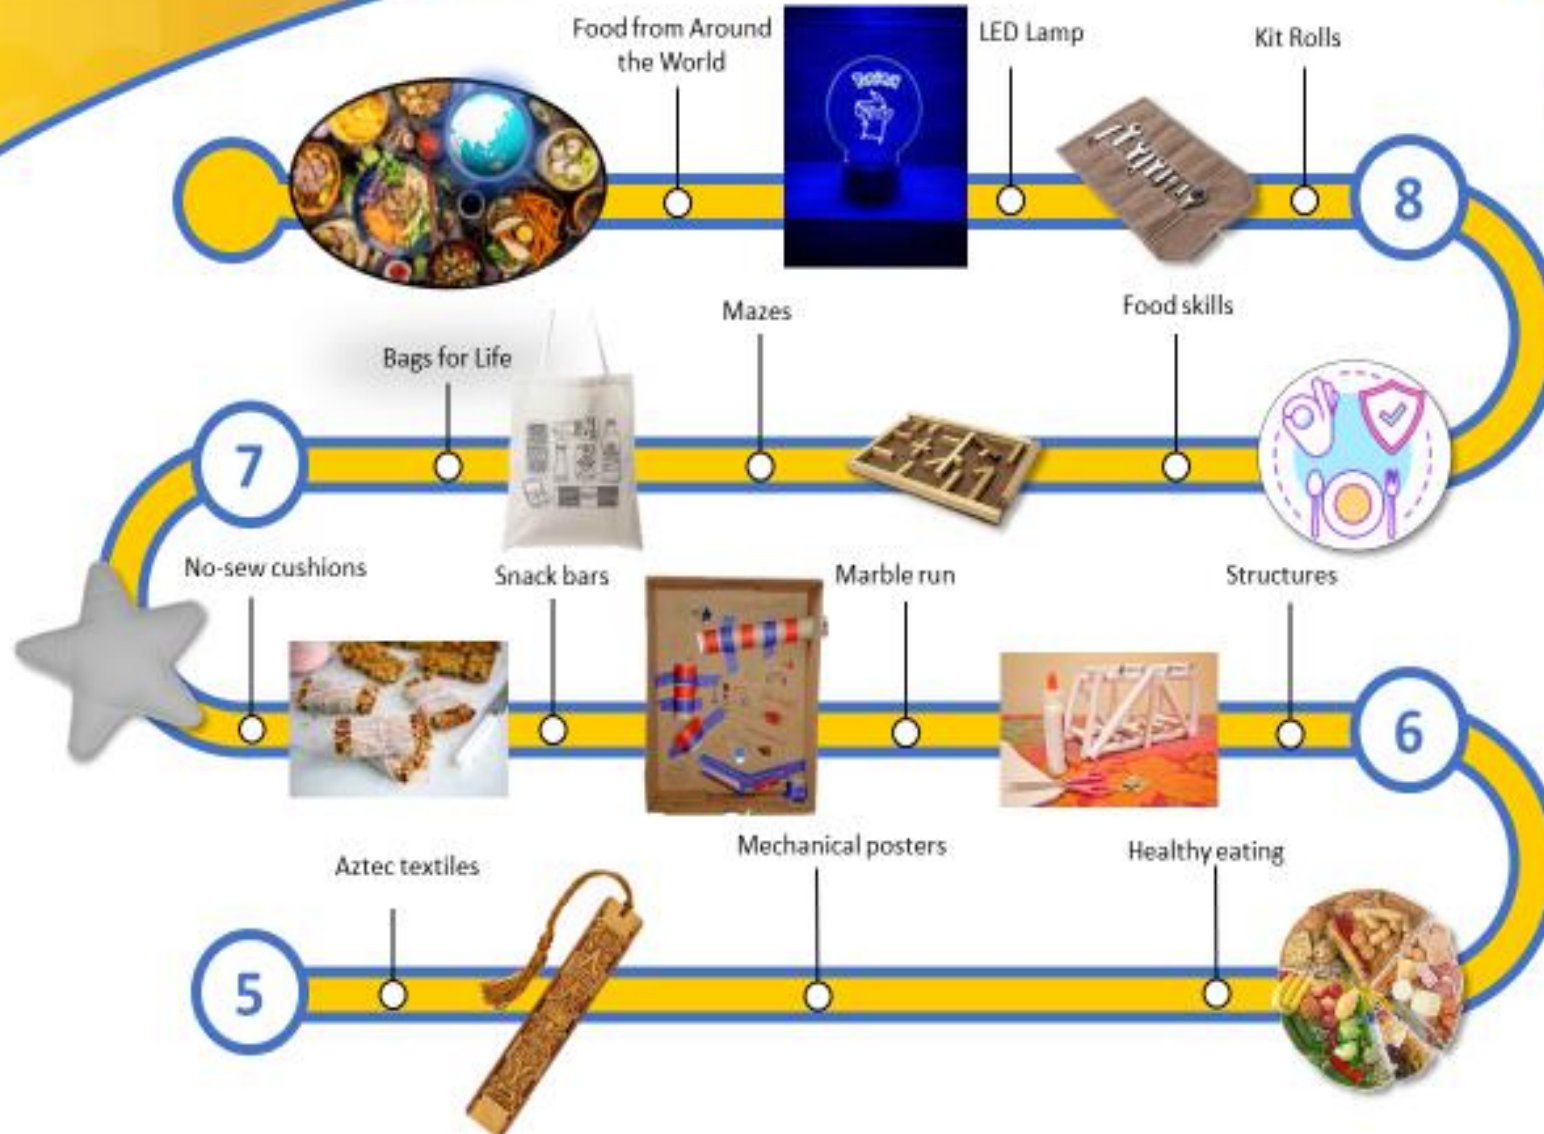 Food from Around
the World
LED Lamp
Kit Rolls
8
Bags for Life
Mazes
Food skills
7
No-sew cushions
Snack bars
Marble run
Structures
6
Aztec textiles
Mechanical posters
Healthy eating
5